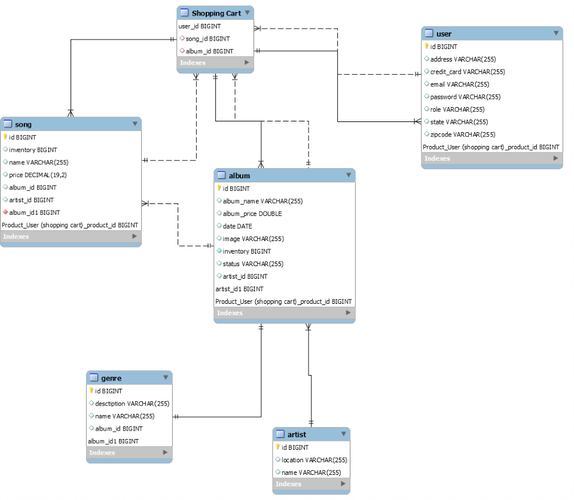 Shopping Cart
user_id BIGINT
song_id BIGINT
album_id BIGINT
Indexes
user
id BIGINT
address VARCHAR(255)
credit_card VARCHAR(255)
email VARCHAR(255)
password VARCHAR(255)
role VARCHAR(255)
state VARCHAR(255)
zipcode VARCHAR(255)
Product_User (shopping cart)_product_id BIGINT
Indexes
song
id BIGINT
inventory BIGINT
name VARCHAR(255)
price DECIMAL(19,2)
album_id BIGINT
artist_id BIGINT
album_id1 BIGINT
Product_User (shopping cart)_product_id BIGINT
Indexes
album
id BIGINT
album_name VARCHAR(255)
album_price DOUBLE
date DATE
image VARCHAR(255)
inventory BIGINT
status VARCHAR(255)
artist_id BIGINT
artist_id1 BIGINT
Product_User (shopping cart)_product_id BIGINT
Indexes
genre
id BIGINT
desctiption VARCHAR(255)
name VARCHAR(255)
album_id BIGINT
album_id1 BIGINT
Indexes
artist
id BIGINT
location VARCHAR(255)
name VARCHAR(255)
Indexes